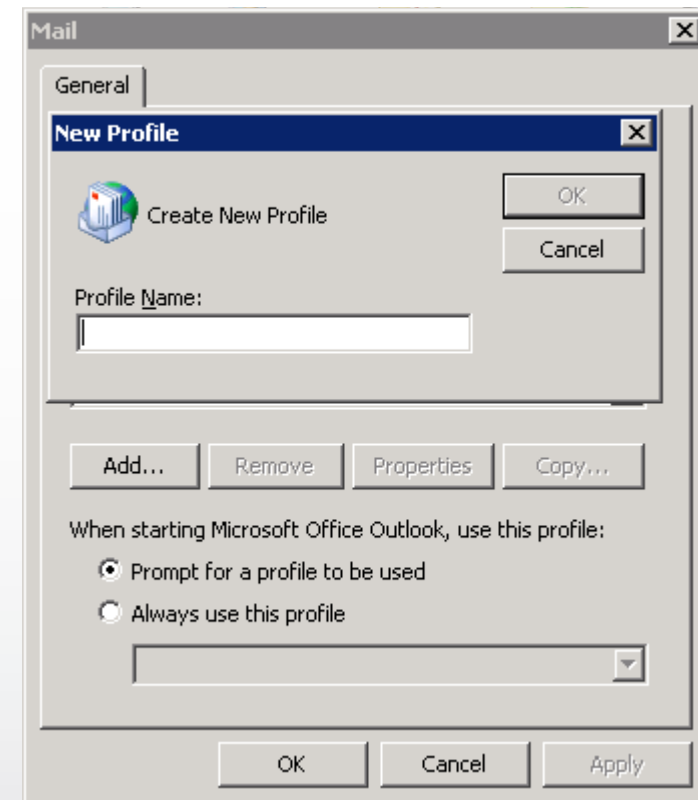 Mail
General
New Profile
Create New Profile
OK
Cancel
Profile Name:
Add...
Remove
Properties
Copy...
When starting Microsoft Office Outlook, use this profile:
Prompt for a profile to be used
Always use this profile
OK
Cancel
Apply